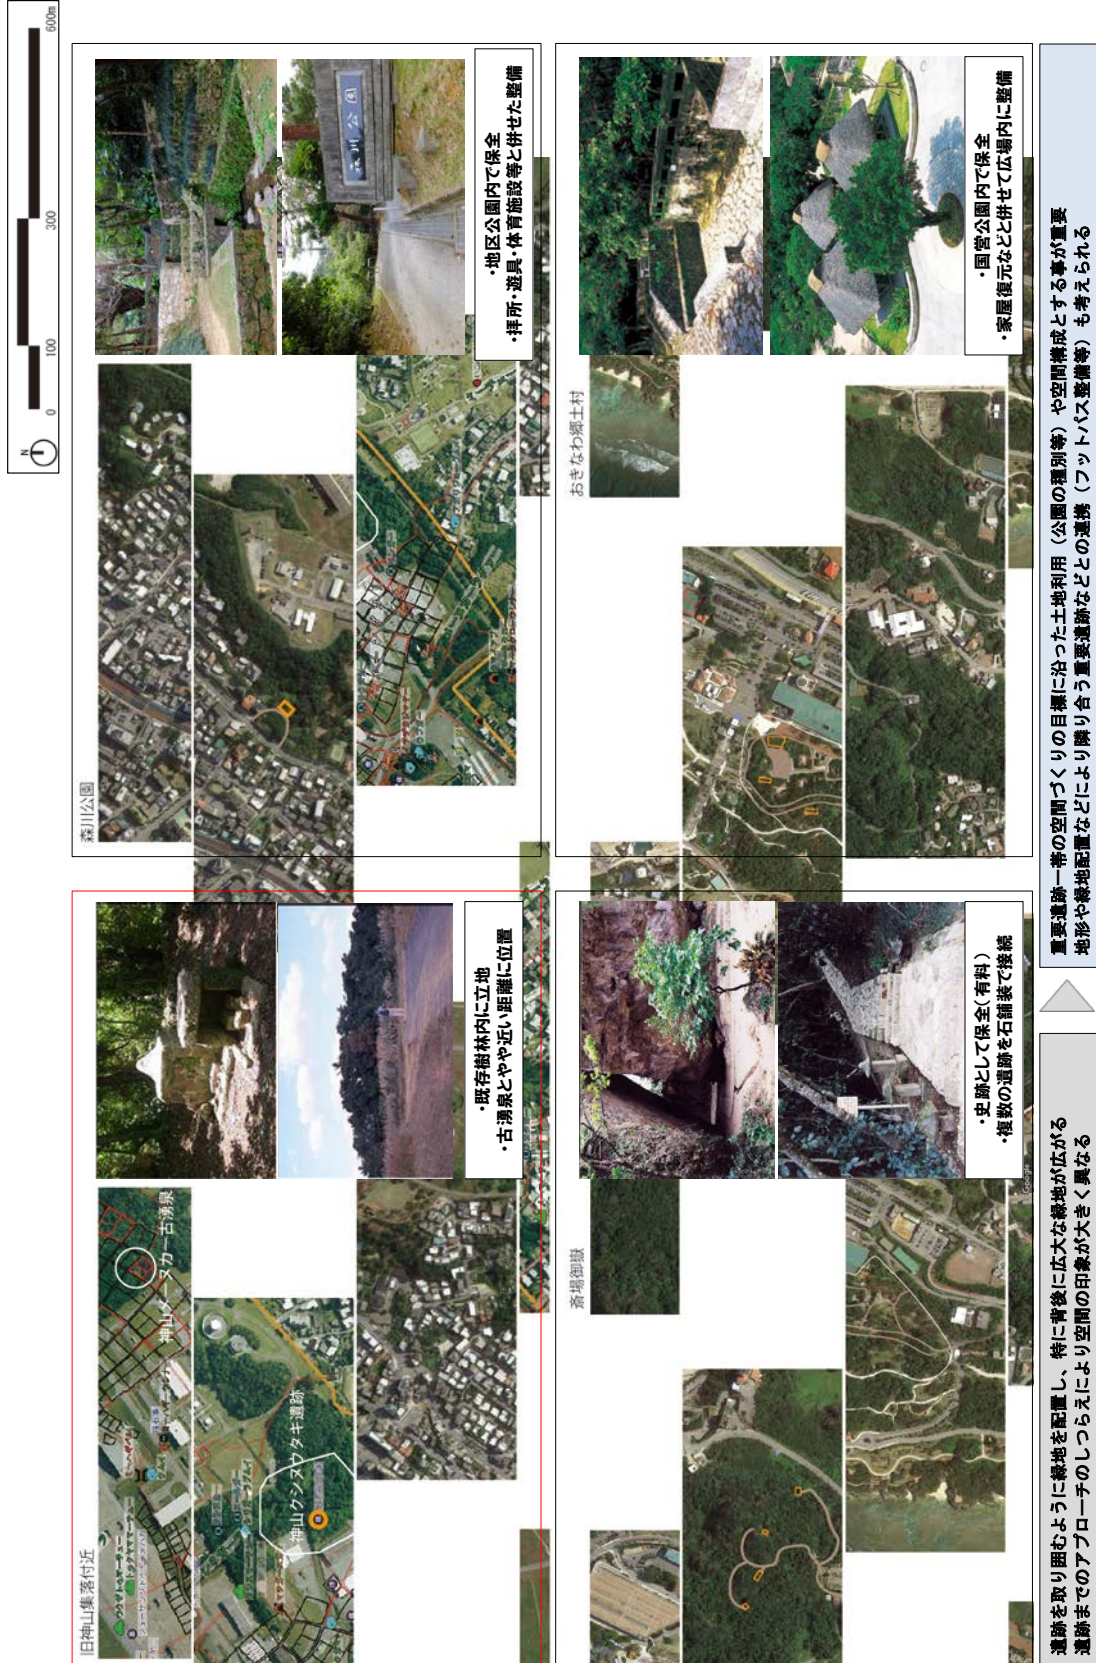 旧神山集落付近
神山メーヌカー古湧泉
神山クシヌウタキ遺跡
・既存樹林内に立地
・古湧泉とやや近い距離に位置
森川公園
森川公園
・地区公園内で保全
・拝所・遊具・体育施設等と併せた整備
N
0
100
300
600m
斎場御嶽
・史跡として保全(有料)
・複数の遺跡を石舗装で接続
Google
おきなわ郷土村
・国営公園内で保全
・家屋復元などと併せて広場内に整備
遺跡を取り囲むように緑地を配置し、特に背後に広大な緑地が広がる
遺跡までのアプローチのしつらえにより空間の印象が大きく異なる
重要遺跡一帯の空間づくりの目標に沿った土地利用（公園の種別等）や空間構成とする事が重要
地形や緑地配置などにより隣り合う重要遺跡などとの連携（フットパス整備等）も考えられる